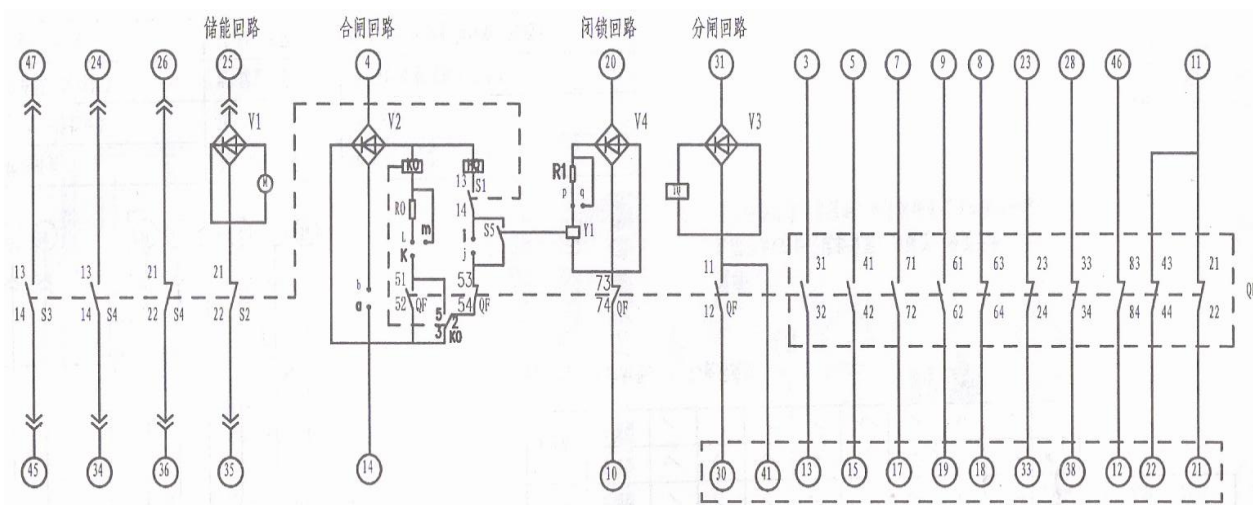 储能回路 合闸回路 闭锁回路 分闸回路
47 24 26 25 4 20 31 3 5 7 9 8 23 28 46 11
V1 V2 V4 V3
M KO HQ R1
13 S1
14
R0 m p q
L K S5 Y1
j
13 13 21 21 b a 51 53 73 11 31 41 71 61 63 23 33 83 43 21
14 S3 14 S4 22 S4 22 S2 52 QF 54 QF 74 QF 12 QF 32 42 72 62 64 24 34 84 44 22
5 2
3 KO
45 34 36 35 14 10 30 41 13 15 17 19 18 33 38 12 22 21